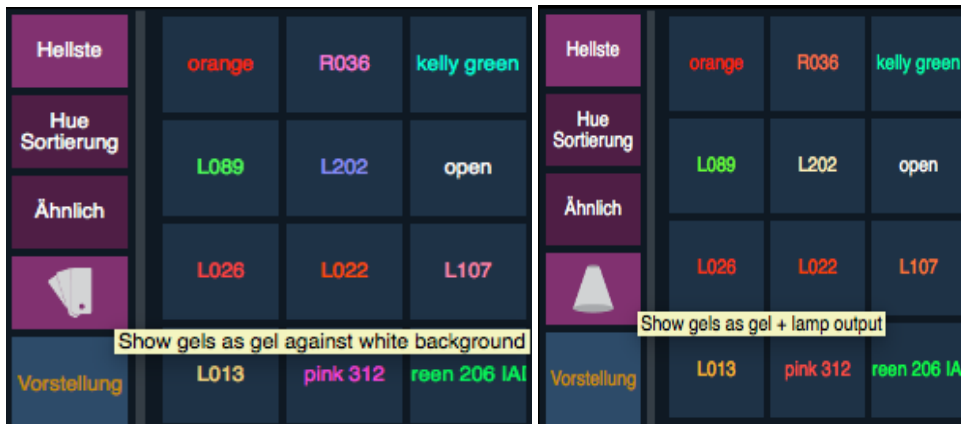 Hellste
orange
R036
kelly green
Hue
Sortierung
L089
L202
open
Ähnlich
L026
L022
L107
Show gels as gel against white background
Vorstellung
L013
pink 312
reen 206 IAD
Hellste
orange
R036
kelly green
Hue
Sortierung
L089
L202
open
Ähnlich
L026
L022
L107
Show gels as gel + lamp output
Vorstellung
L013
pink 312
reen 206 IA